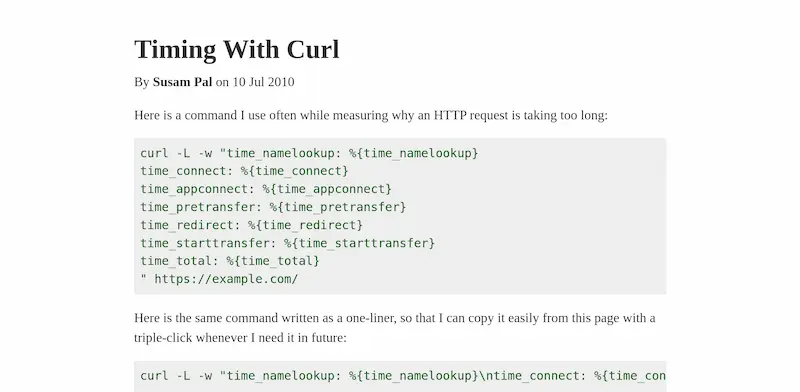 Timing With Curl
By Susam Pal on 10 Jul 2010
Here is a command I use often while measuring why an HTTP request is taking too long:
curl -L -w "time_namelookup: %{time_namelookup}
time_connect: %{time_connect}
time_appconnect: %{time_appconnect}
time_pretransfer: %{time_pretransfer}
time_redirect: %{time_redirect}
time_starttransfer: %{time_starttransfer}
time_total: %{time_total}
" https://example.com/
Here is the same command written as a one-liner, so that I can copy it easily from this page with a
triple-click whenever I need it in future:
curl -L -w "time_namelookup: %{time_namelookup}\ntime_connect: %{time_con